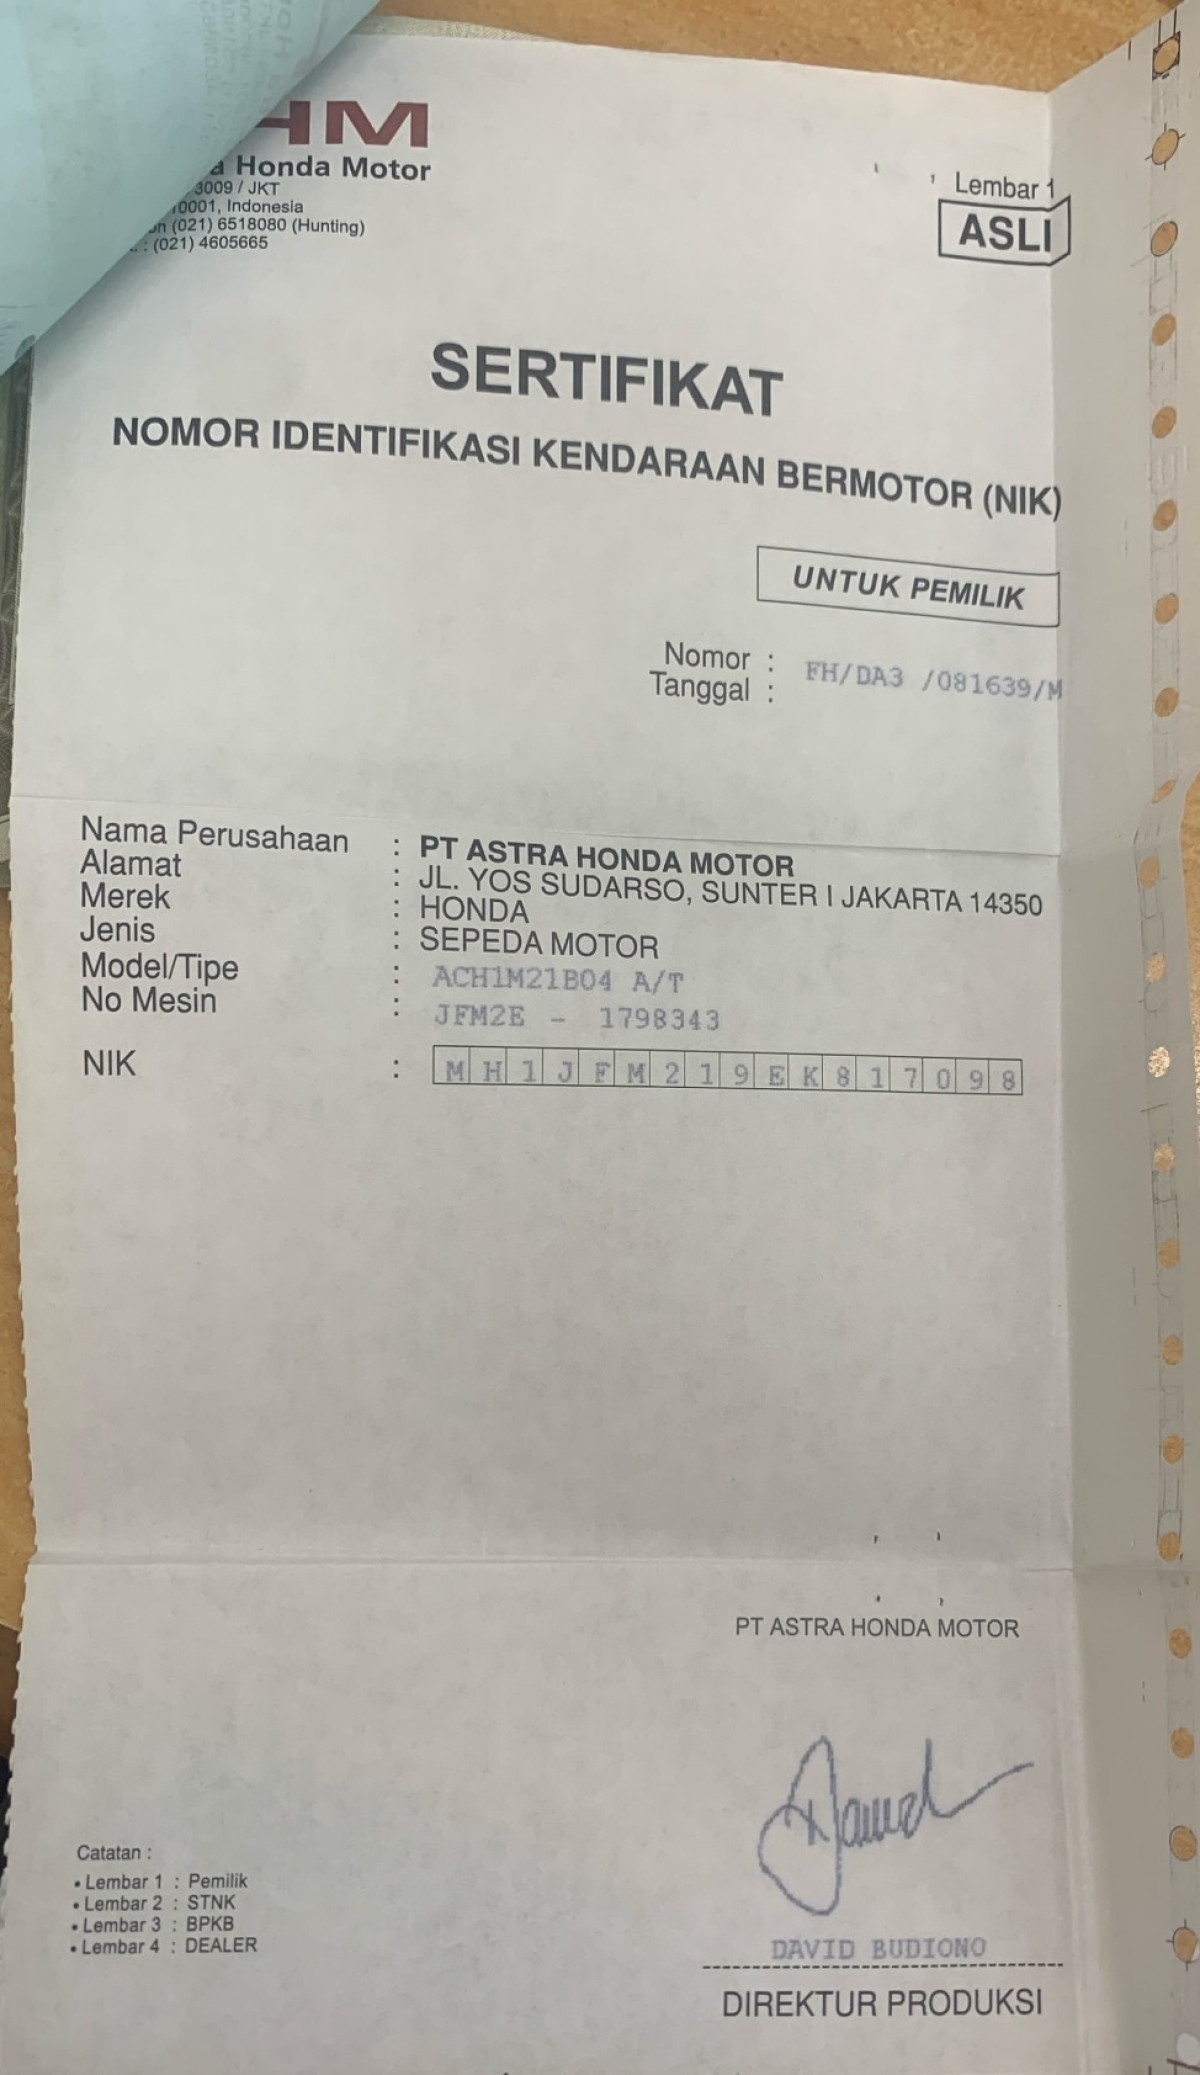 HM
Honda Motor
3009 / JKT
0001, Indonesia
(021) 6518080 (Hunting)
: (021) 4605665
Lembar 1
ASLI
SERTIFIKAT
NOMOR IDENTIFIKASI KENDARAAN BERMOTOR (NIK)
UNTUK PEMILIK
Nomor : FH/DA3 /081639/M
Tanggal :
Nama Perusahaan : PT ASTRA HONDA MOTOR
Alamat : JL. YOS SUDARSO, SUNTER I JAKARTA 14350
Merek : HONDA
Jenis : SEPEDA MOTOR
Model/Tipe : ACH1M21B04 A/T
No Mesin : JFM2E - 1798343
NIK : MH1JFM219EK817098
PT ASTRA HONDA MOTOR
Catatan :
• Lembar 1 : Pemilik
• Lembar 2 : STNK
• Lembar 3 : BPKB
• Lembar 4 : DEALER
DAVID BUDIONO
DIREKTUR PRODUKSI